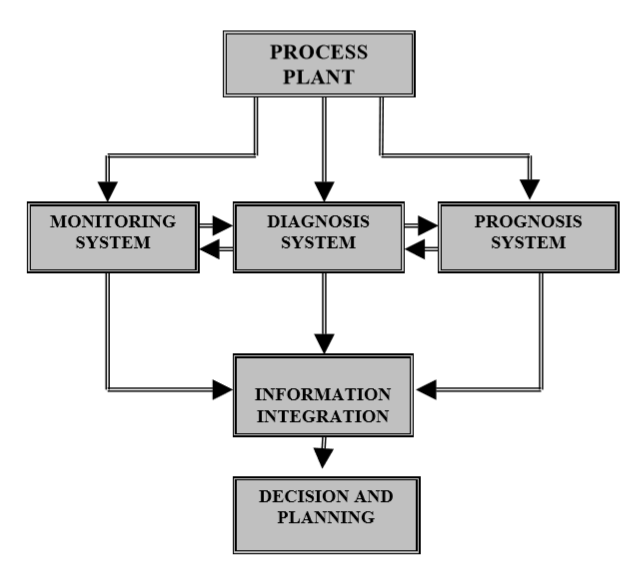 PROCESS
PLANT
MONITORING
SYSTEM
DIAGNOSIS
SYSTEM
PROGNOSIS
SYSTEM
INFORMATION
INTEGRATION
DECISION AND
PLANNING